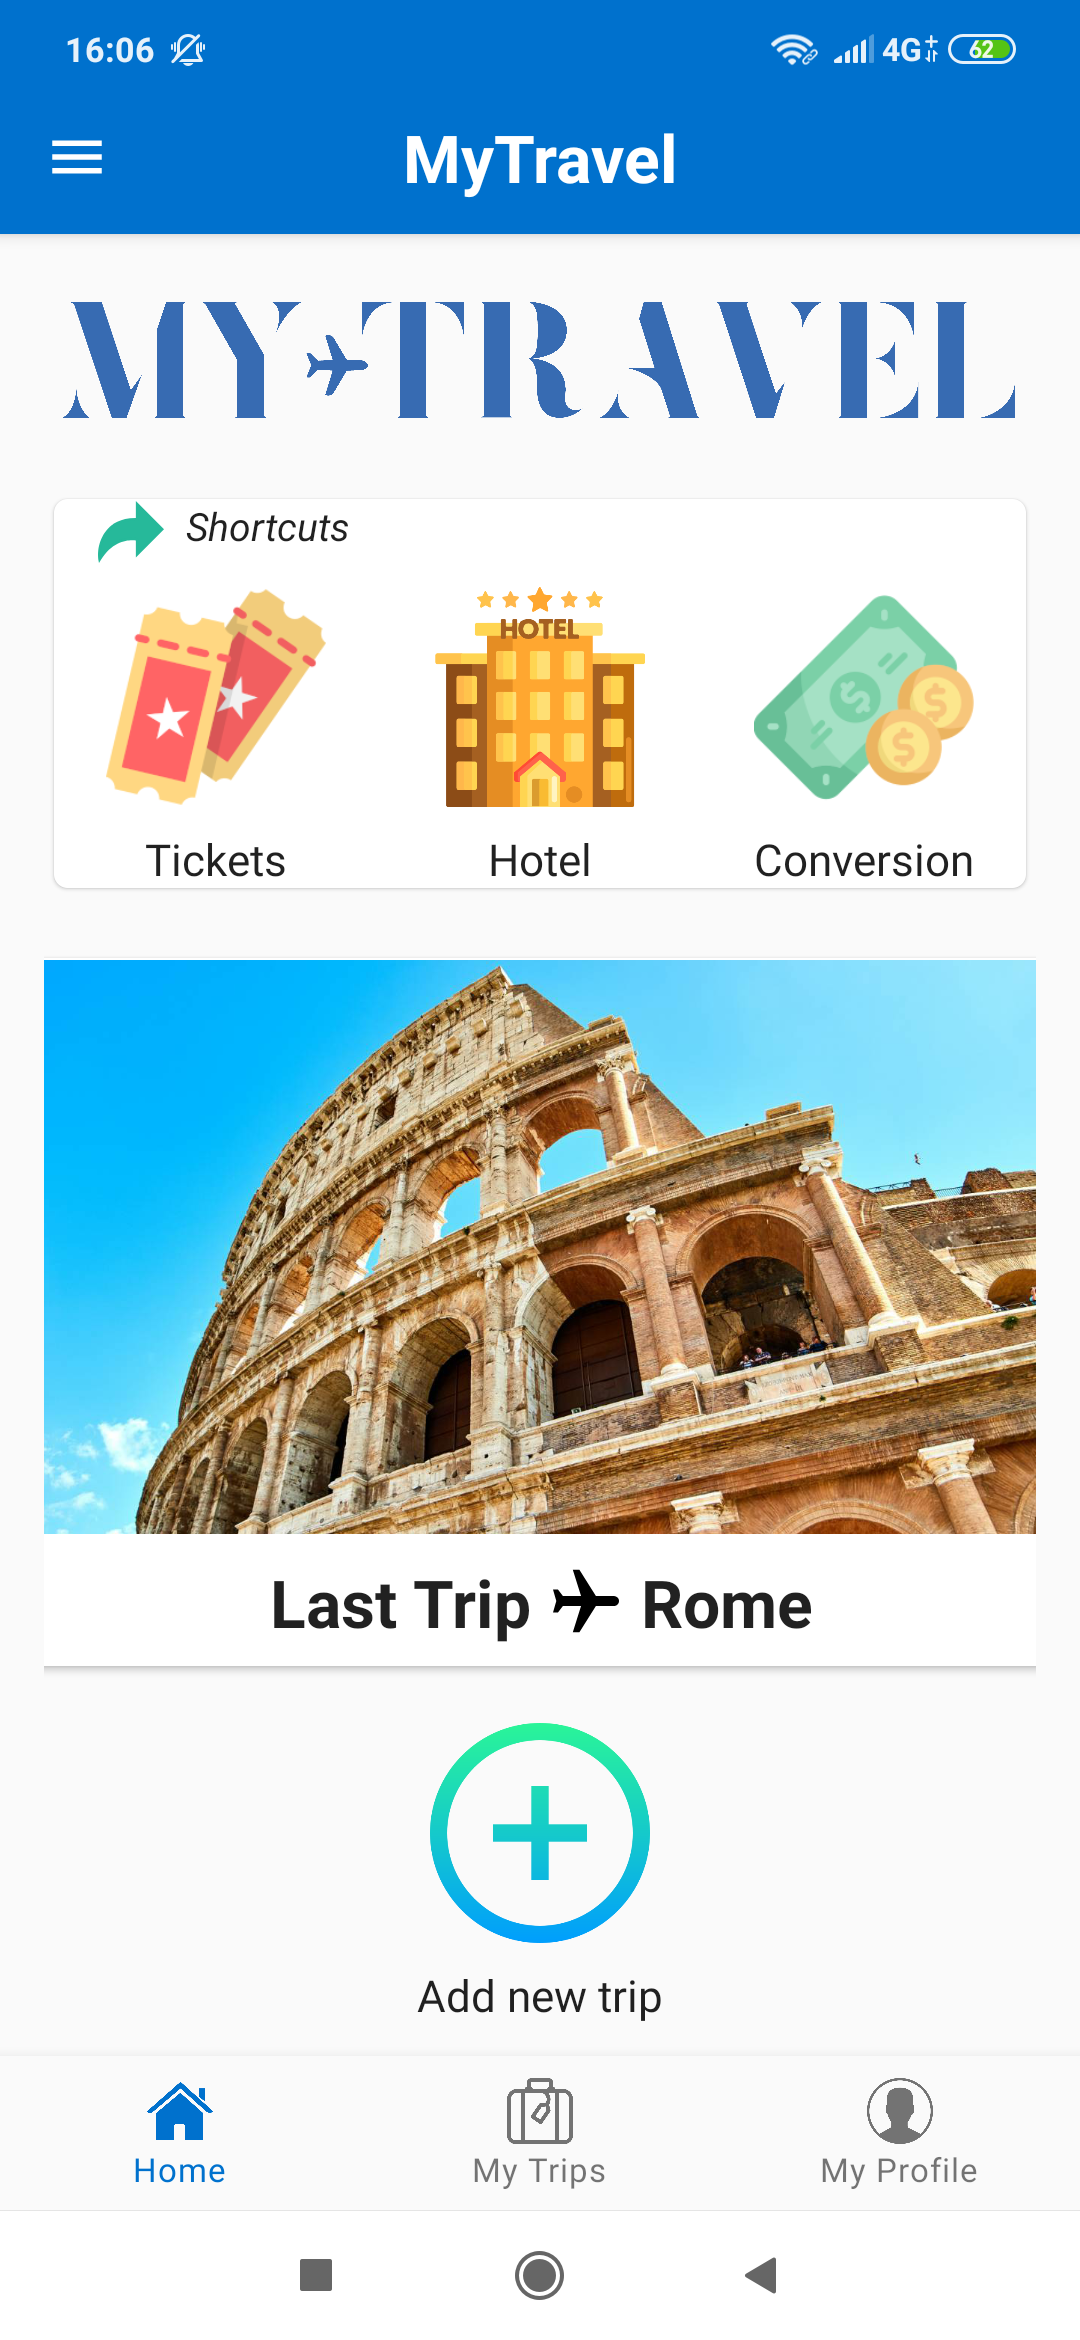 16:06 4G 62
MyTravel
MY TRAVEL
Shortcuts
HOTEL
Tickets Hotel Conversion
Last Trip Rome
Add new trip
Home My Trips My Profile